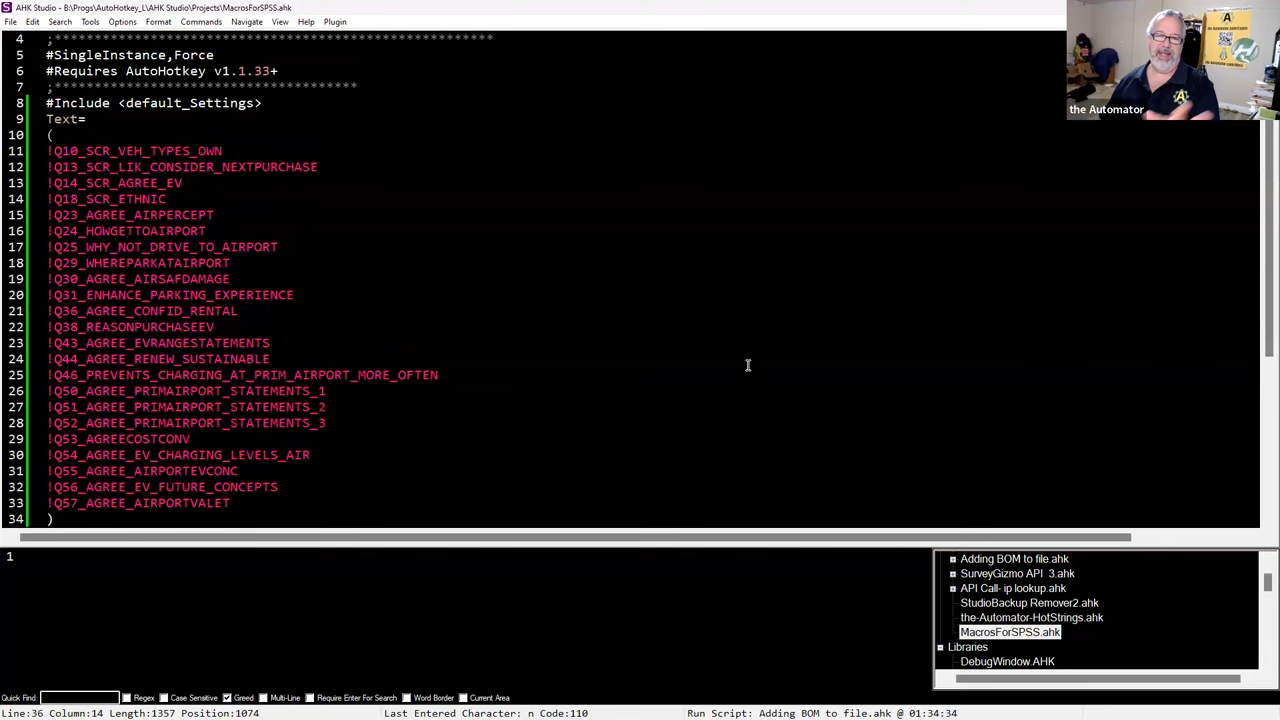 AHK Studio - B:\Progs\AutoHotkey_L\AHK Studio\Projects\MacrosForSPSS.ahk
File Edit Search Tools Options Format Commands Navigate View Help Plugin
4 ;**************************************************
5 #SingleInstance,Force
6 #Requires AutoHotkey v1.1.33+
7 ;**************************************
8 #Include <default_Settings>
9 Text=
10 (
11 !Q10_SCR_VEH_TYPES_OWN
12 !Q13_SCR_LIK_CONSIDER_NEXTPURCHASE
13 !Q14_SCR_AGREE_EV
14 !Q18_SCR_ETHNIC
15 !Q23_AGREE_AIRPERCEPT
16 !Q24_HOWGETTOAIRPORT
17 !Q25_WHY_NOT_DRIVE_TO_AIRPORT
18 !Q29_WHEREPARKATAIRPORT
19 !Q30_AGREE_AIRSAFDAMAGE
20 !Q31_ENHANCE_PARKING_EXPERIENCE
21 !Q36_AGREE_CONFID_RENTAL
22 !Q38_REASONPURCHASEEV
23 !Q43_AGREE_EVRANGESTATEMENTS
24 !Q44_AGREE_RENEW_SUSTAINABLE
25 !Q46_PREVENTS_CHARGING_AT_PRIM_AIRPORT_MORE_OFTEN
26 !Q50_AGREE_PRIMAIRPORT_STATEMENTS_1
27 !Q51_AGREE_PRIMAIRPORT_STATEMENTS_2
28 !Q52_AGREE_PRIMAIRPORT_STATEMENTS_3
29 !Q53_AGREECOSTCONV
30 !Q54_AGREE_EV_CHARGING_LEVELS_AIR
31 !Q55_AGREE_AIRPORTEVCONC
32 !Q56_AGREE_EV_FUTURE_CONCEPTS
33 !Q57_AGREE_AIRPORTVALET
34 )
the Automator
1
Adding BOM to file.ahk
SurveyGizmo API 3.ahk
API Call- ip lookup.ahk
StudioBackup Remover2.ahk
the-Automator-HotStrings.ahk
MacrosForSPSS.ahk
Libraries
DebugWindow.AHK
Quick Find: Regex Case Sensitive Greed Multi-Line Require Enter For Search Word Border Current Area
Line:36 Column:14 Length:1357 Position:1074 Last Entered Character: n Code:110 Run Script: Adding BOM to file.ahk @ 01:34:34